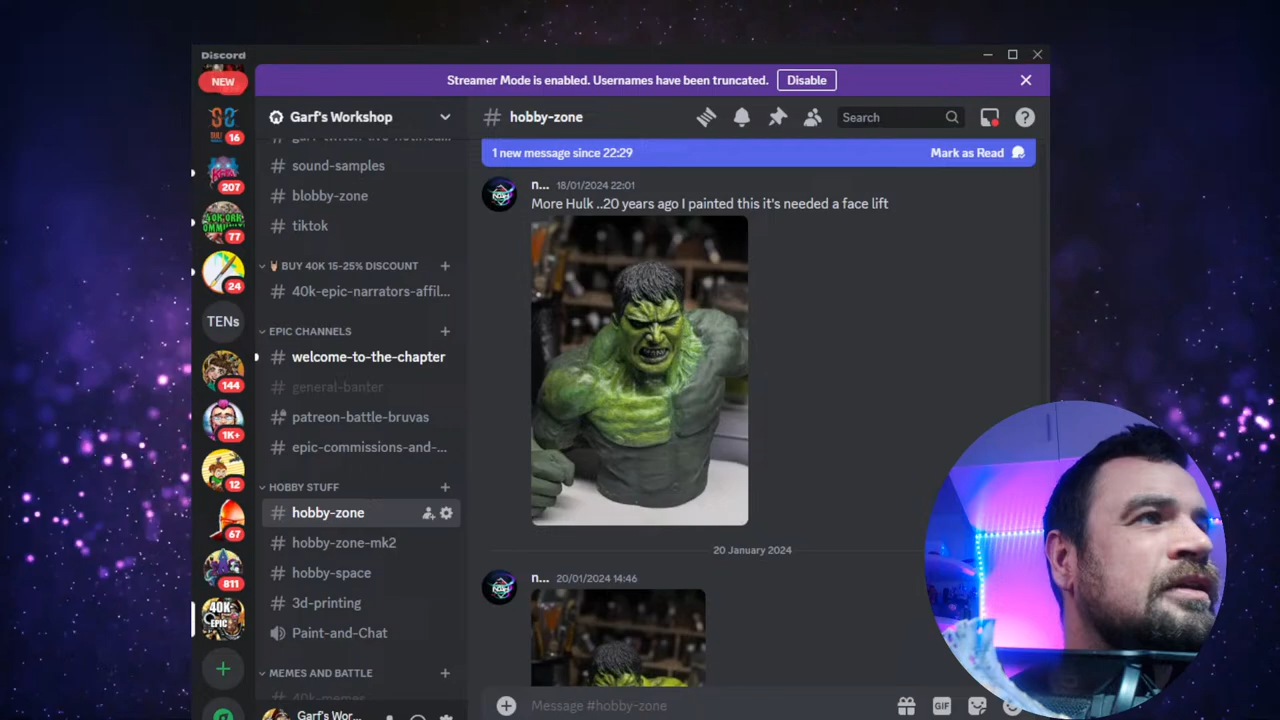 Discord
NEW
Streamer Mode is enabled. Usernames have been truncated.
Disable
Garf's Workshop
hobby-zone
Search
1 new message since 22:29
Mark as Read
sound-samples
blobby-zone
tiktok
BUY 40K 15-25% DISCOUNT
40k-epic-narrators-affil...
EPIC CHANNELS
welcome-to-the-chapter
general-banter
patreon-battle-bruvas
epic-commissions-and-...
HOBBY STUFF
hobby-zone
hobby-zone-mk2
hobby-space
3d-printing
Paint-and-Chat
MEMES AND BATTLE
40k-memes
Garf's Wor...
16
207
77
24
TENs
144
1K+
12
67
811
40K
EPIC
n... 18/01/2024 22:01
More Hulk ..20 years ago I painted this it's needed a face lift
20 January 2024
n... 20/01/2024 14:46
Message #hobby-zone
GIF